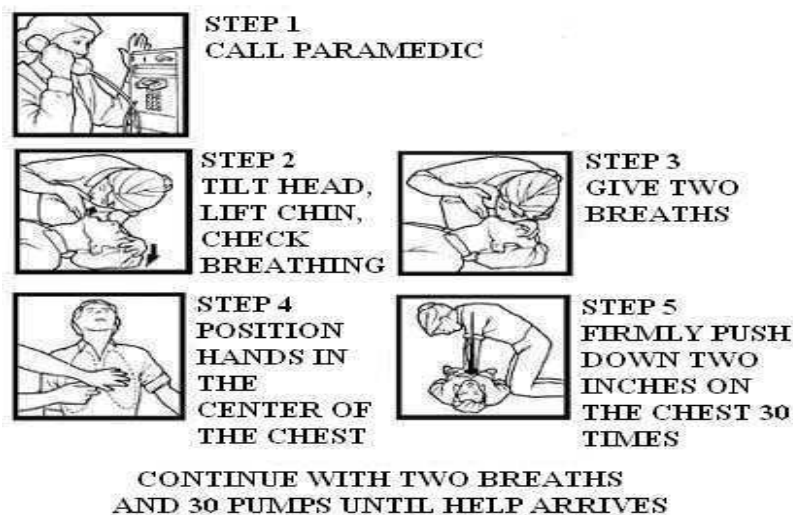 STEP 1
CALL PARAMEDIC
STEP 2
TILT HEAD,
LIFT CHIN,
CHECK
BREATHING
STEP 3
GIVE TWO
BREATHS
STEP 4
POSITION
HANDS IN
THE
CENTER OF
THE CHEST
STEP 5
FIRMLY PUSH
DOWN TWO
INCHES ON
THE CHEST 30
TIMES
CONTINUE WITH TWO BREATHS
AND 30 PUMPS UNTIL HELP ARRIVES